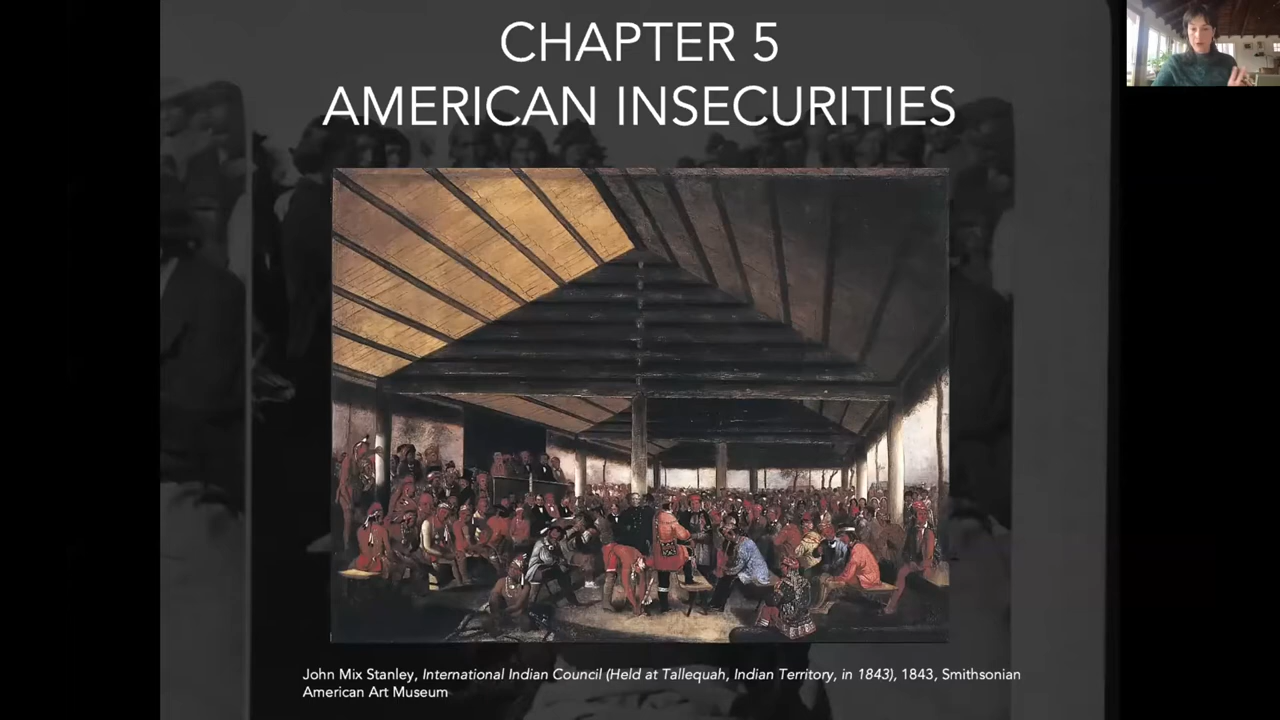 CHAPTER 5
AMERICAN INSECURITIES
John Mix Stanley, International Indian Council (Held at Tallequah, Indian Territory, in 1843), 1843, Smithsonian
American Art Museum